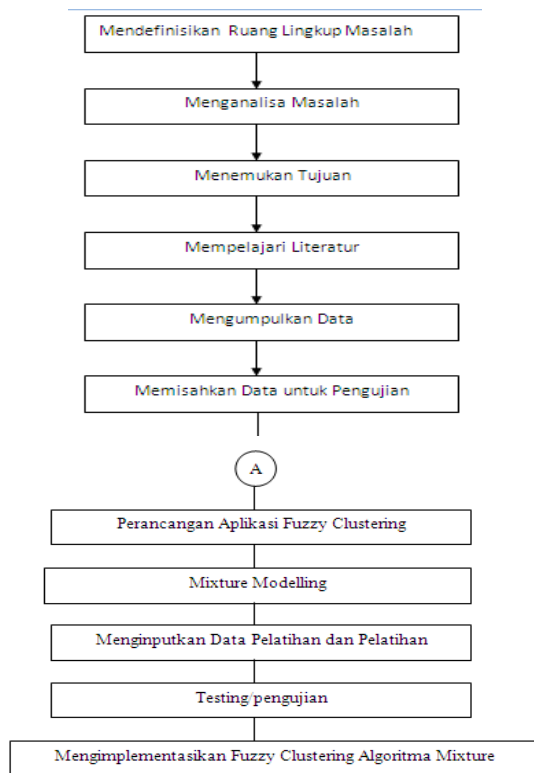 Mendefinisikan Ruang Lingkup Masalah
Menganalisa Masalah
Menemukan Tujuan
Mempelajari Literatur
Mengumpulkan Data
Memisahkan Data untuk Pengujian
A
Perancangan Aplikasi Fuzzy Clustering
Mixture Modelling
Menginputkan Data Pelatihan dan Pelatihan
Testing/pengujian
Mengimplementasikan Fuzzy Clustering Algoritma Mixture